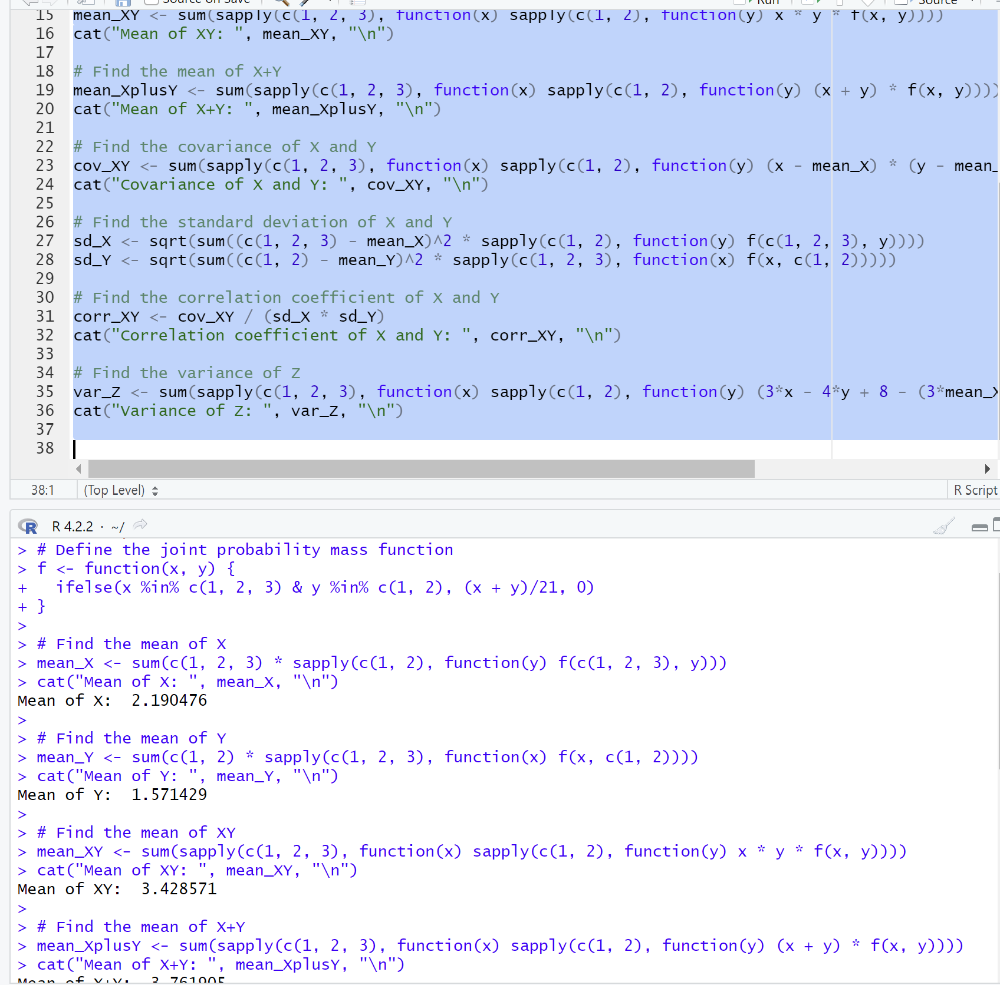 Source on Save Run Source
15 mean_XY <- sum(sapply(c(1, 2, 3), function(x) sapply(c(1, 2), function(y) x * y * f(x, y))))
16 cat("Mean of XY: ", mean_XY, "\n")
17
18 # Find the mean of X+Y
19 mean_XplusY <- sum(sapply(c(1, 2, 3), function(x) sapply(c(1, 2), function(y) (x + y) * f(x, y))))
20 cat("Mean of X+Y: ", mean_XplusY, "\n")
21
22 # Find the covariance of X and Y
23 cov_XY <- sum(sapply(c(1, 2, 3), function(x) sapply(c(1, 2), function(y) (x - mean_X) * (y - mean_
24 cat("Covariance of X and Y: ", cov_XY, "\n")
25
26 # Find the standard deviation of X and Y
27 sd_X <- sqrt(sum((c(1, 2, 3) - mean_X)^2 * sapply(c(1, 2), function(y) f(c(1, 2, 3), y))))
28 sd_Y <- sqrt(sum((c(1, 2) - mean_Y)^2 * sapply(c(1, 2, 3), function(x) f(x, c(1, 2)))))
29
30 # Find the correlation coefficient of X and Y
31 corr_XY <- cov_XY / (sd_X * sd_Y)
32 cat("Correlation coefficient of X and Y: ", corr_XY, "\n")
33
34 # Find the variance of Z
35 var_Z <- sum(sapply(c(1, 2, 3), function(x) sapply(c(1, 2), function(y) (3*x - 4*y + 8 - (3*mean_X
36 cat("Variance of Z: ", var_Z, "\n")
37
38
38:1 (Top Level) R Script
R 4.2.2 · ~/
> # Define the joint probability mass function
> f <- function(x, y) {
+   ifelse(x %in% c(1, 2, 3) & y %in% c(1, 2), (x + y)/21, 0)
+ }
>
> # Find the mean of X
> mean_X <- sum(c(1, 2, 3) * sapply(c(1, 2), function(y) f(c(1, 2, 3), y)))
> cat("Mean of X: ", mean_X, "\n")
Mean of X:  2.190476
>
> # Find the mean of Y
> mean_Y <- sum(c(1, 2) * sapply(c(1, 2, 3), function(x) f(x, c(1, 2))))
> cat("Mean of Y: ", mean_Y, "\n")
Mean of Y:  1.571429
>
> # Find the mean of XY
> mean_XY <- sum(sapply(c(1, 2, 3), function(x) sapply(c(1, 2), function(y) x * y * f(x, y))))
> cat("Mean of XY: ", mean_XY, "\n")
Mean of XY:  3.428571
>
> # Find the mean of X+Y
> mean_XplusY <- sum(sapply(c(1, 2, 3), function(x) sapply(c(1, 2), function(y) (x + y) * f(x, y))))
> cat("Mean of X+Y: ", mean_XplusY, "\n")
Mean of X+Y:  3.761905